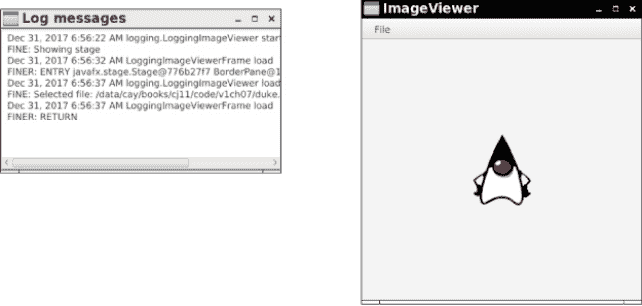 Log messages
Dec 31, 2017 6:56:22 AM logging.LoggingImageViewer star
FINE: Showing stage
Dec 31, 2017 6:56:32 AM LoggingImageViewerFrame load
FINER: ENTRY javafx.stage.Stage@776b27f7 BorderPane@1
Dec 31, 2017 6:56:37 AM logging.LoggingImageViewer load
FINE: Selected file: /data/cay/books/cj11/code/v1ch07/duke.
Dec 31, 2017 6:56:37 AM LoggingImageViewerFrame load
FINER: RETURN
ImageViewer
File